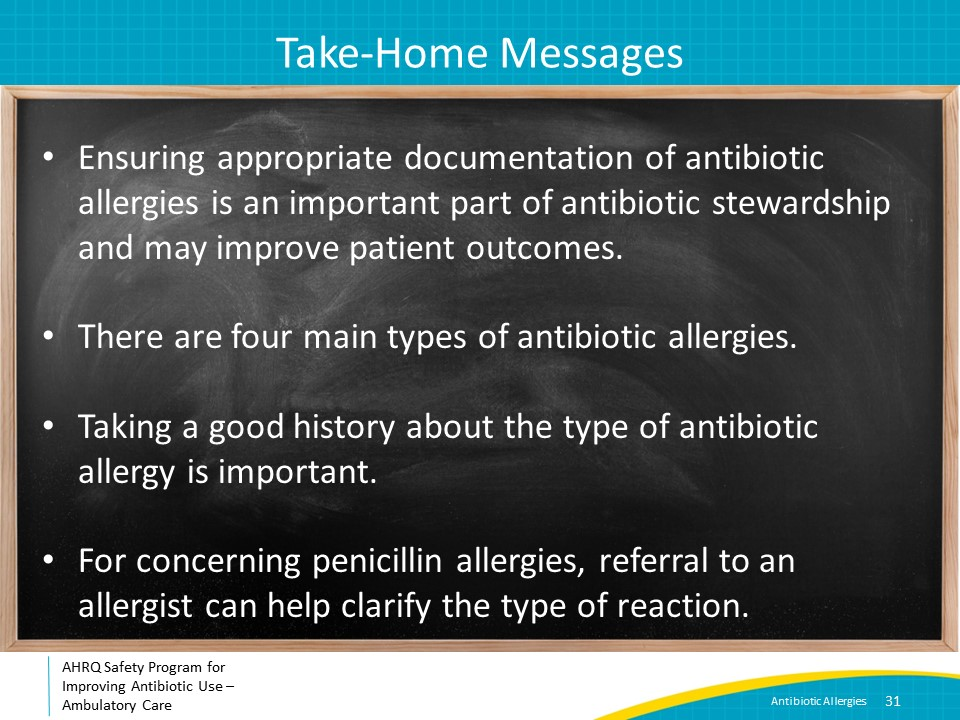 Take-Home Messages
• Ensuring appropriate documentation of antibiotic
allergies is an important part of antibiotic stewardship
and may improve patient outcomes.
• There are four main types of antibiotic allergies.
• Taking a good history about the type of antibiotic
allergy is important.
• For concerning penicillin allergies, referral to an
allergist can help clarify the type of reaction.
AHRQ Safety Program for
Improving Antibiotic Use –
Ambulatory Care
Antibiotic Allergies 31